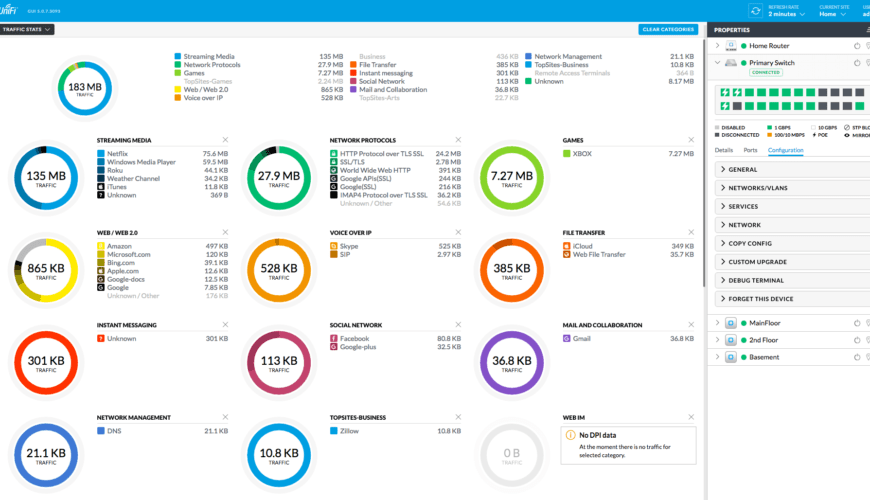 UniFi GUI 5.0.7.8093
REFRESH RATE
2 minutes
CURRENT SITE
Home
TRAFFIC STATS
CLEAR CATEGORIES
183 MB
TRAFFIC
Streaming Media 135 MB
Network Protocols 27.9 MB
Games 7.27 MB
TopSites-Games 2.24 MB
Web / Web 2.0 865 KB
Voice over IP 528 KB
Business 436 KB
File Transfer 385 KB
Instant messaging 301 KB
Social Network 113 KB
Mail and Collaboration 36.8 KB
TopSites-Arts 22.7 KB
Network Management 21.1 KB
TopSites-Business 10.8 KB
Remote Access Terminals 364 B
Unknown 8.17 MB
135 MB
TRAFFIC
STREAMING MEDIA
Netflix 75.6 MB
Windows Media Player 59.5 MB
Roku 44.1 KB
Weather Channel 34.2 KB
iTunes 11.8 KB
Unknown 369 B
27.9 MB
TRAFFIC
NETWORK PROTOCOLS
HTTP Protocol over TLS SSL 24.2 MB
SSL/TLS 2.78 MB
World Wide Web HTTP 391 KB
Google APIs(SSL) 244 KB
Google(SSL) 216 KB
IMAP4 Protocol over TLS SSL 36.2 KB
Unknown / Other 54.6 KB
7.27 MB
TRAFFIC
GAMES
XBOX 7.27 MB
865 KB
TRAFFIC
WEB / WEB 2.0
Amazon 497 KB
Microsoft.com 120 KB
Bing.com 39.1 KB
Apple.com 12.6 KB
Google-docs 12.5 KB
Google 7.85 KB
Unknown / Other 176 KB
528 KB
TRAFFIC
VOICE OVER IP
Skype 525 KB
SIP 2.97 KB
385 KB
TRAFFIC
FILE TRANSFER
iCloud 349 KB
Web File Transfer 35.7 KB
301 KB
TRAFFIC
INSTANT MESSAGING
Unknown 301 KB
113 KB
TRAFFIC
SOCIAL NETWORK
Facebook 80.8 KB
Google-plus 32.5 KB
36.8 KB
TRAFFIC
MAIL AND COLLABORATION
Gmail 36.8 KB
21.1 KB
TRAFFIC
NETWORK MANAGEMENT
DNS 21.1 KB
10.8 KB
TRAFFIC
TOPSITES-BUSINESS
Zillow 10.8 KB
0 B
TRAFFIC
WEB IM
No DPI data
At the moment there is no traffic for
selected category.
PROPERTIES
Home Router
Primary Switch
CONNECTED
DISABLED 1 GBPS 10 GBPS STP BL
DISCONNECTED 100/10 MBPS POE MIRROR
Details Ports Configuration
GENERAL
NETWORKS/VLANS
SERVICES
NETWORK
COPY CONFIG
CUSTOM UPGRADE
DEBUG TERMINAL
FORGET THIS DEVICE
MainFloor
2nd Floor
Basement